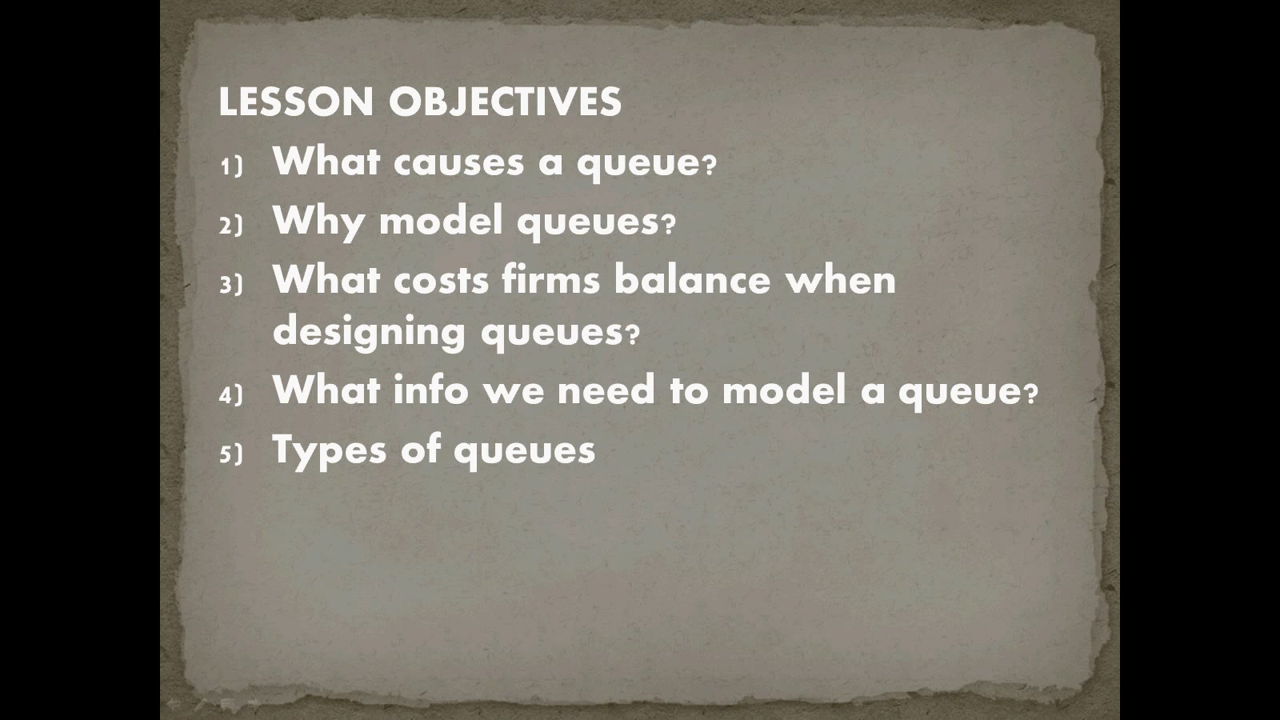 LESSON OBJECTIVES
1) What causes a queue?
2) Why model queues?
3) What costs firms balance when
designing queues?
4) What info we need to model a queue?
5) Types of queues